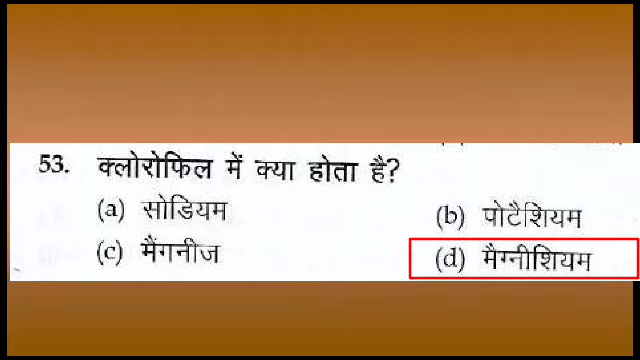 53. क्लोरोफिल में क्या होता है?
(a) सोडियम (b) पोटैशियम
(c) मैंगनीज (d) मैग्नीशियम